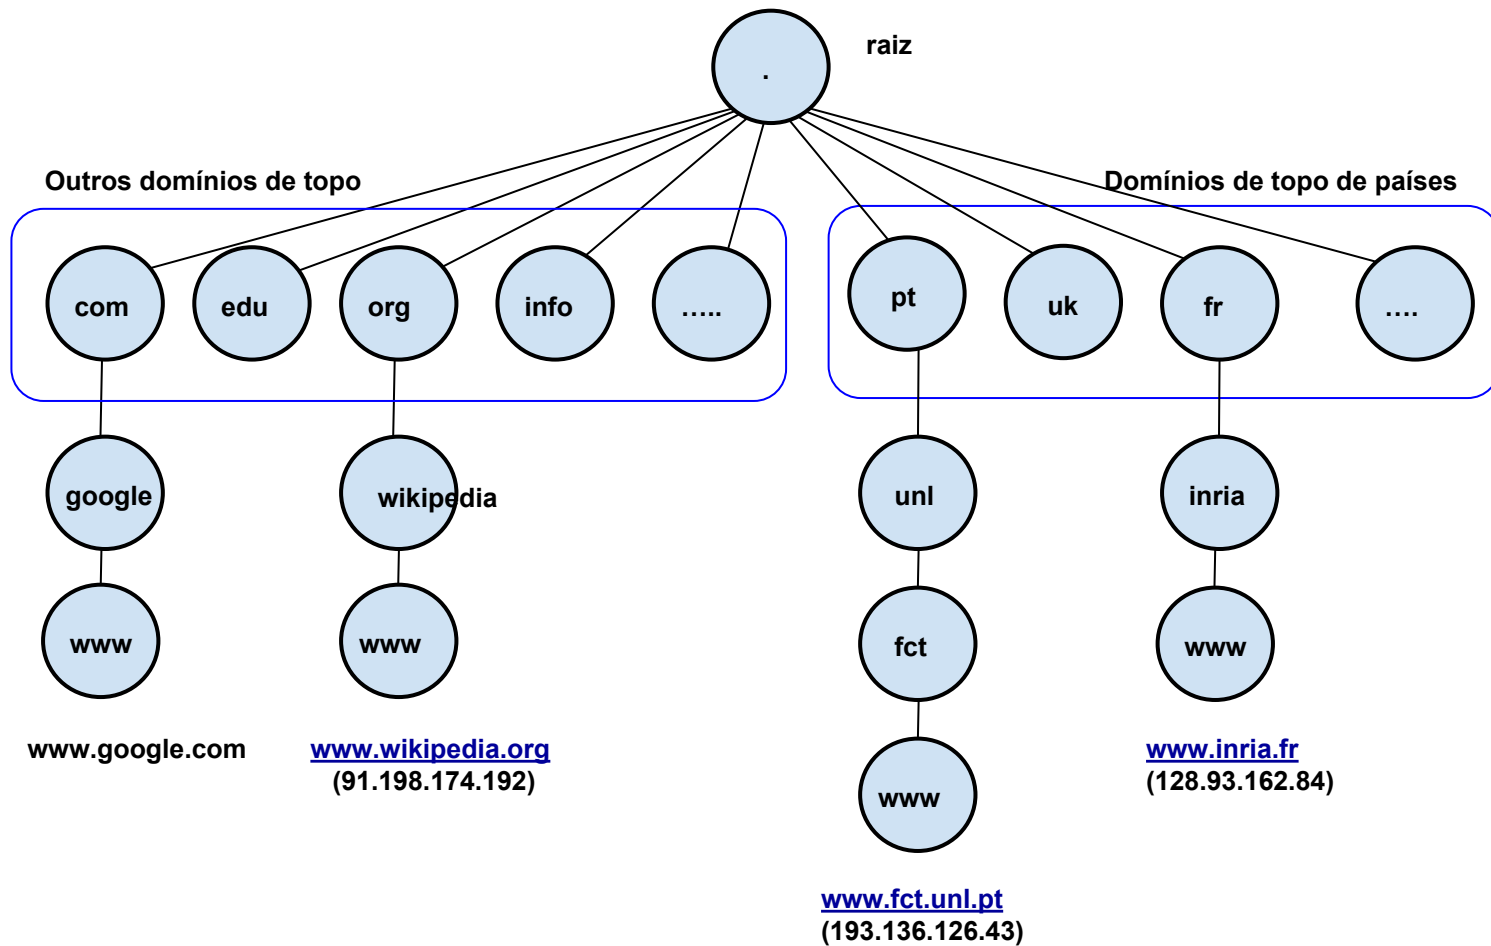 raiz
.
Outros domínios de topo
Domínios de topo de países
com
edu
org
info
…..
pt
uk
fr
….
google
wikipedia
unl
inria
www
www
fct
www
www.google.com
www.wikipedia.org
(91.198.174.192)
www.inria.fr
(128.93.162.84)
www
www.fct.unl.pt
(193.136.126.43)